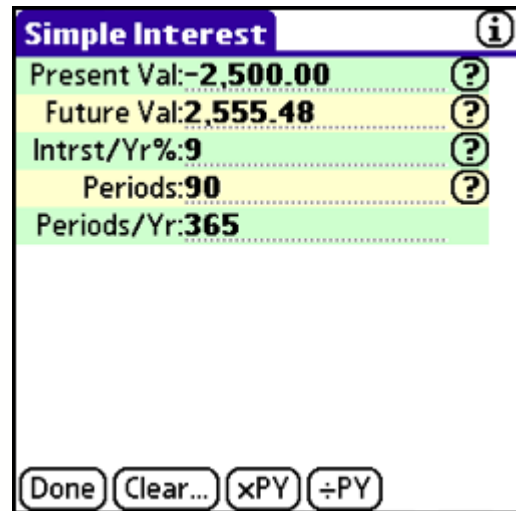 Simple Interest i
Present Val:-2,500.00 ?
Future Val:2,555.48 ?
Intrst/Yr%:9 ?
Periods:90 ?
Periods/Yr:365
Done Clear... xPY ÷PY